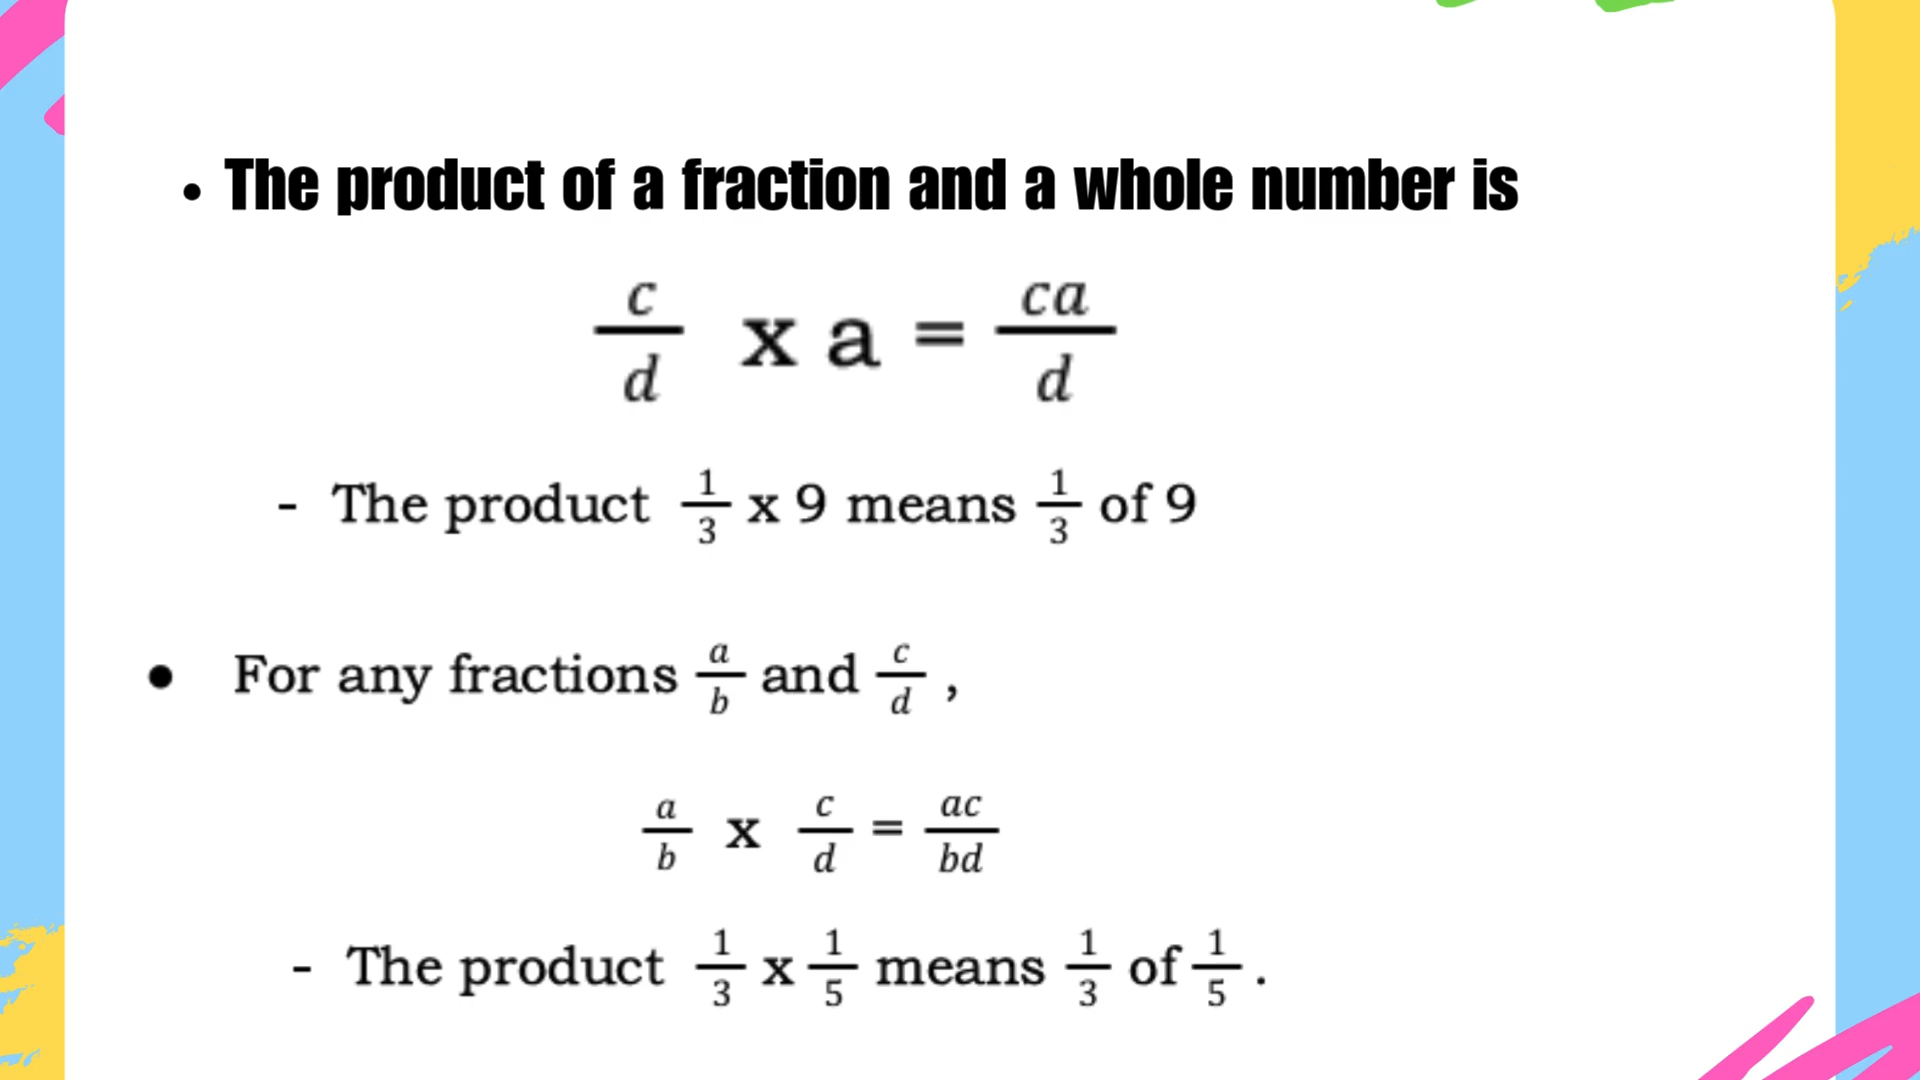 • The product of a fraction and a whole number is
c/d x a = ca/d
- The product 1/3 x 9 means 1/3 of 9
• For any fractions a/b and c/d ,
a/b x c/d = ac/bd
- The product 1/3 x 1/5 means 1/3 of 1/5 .